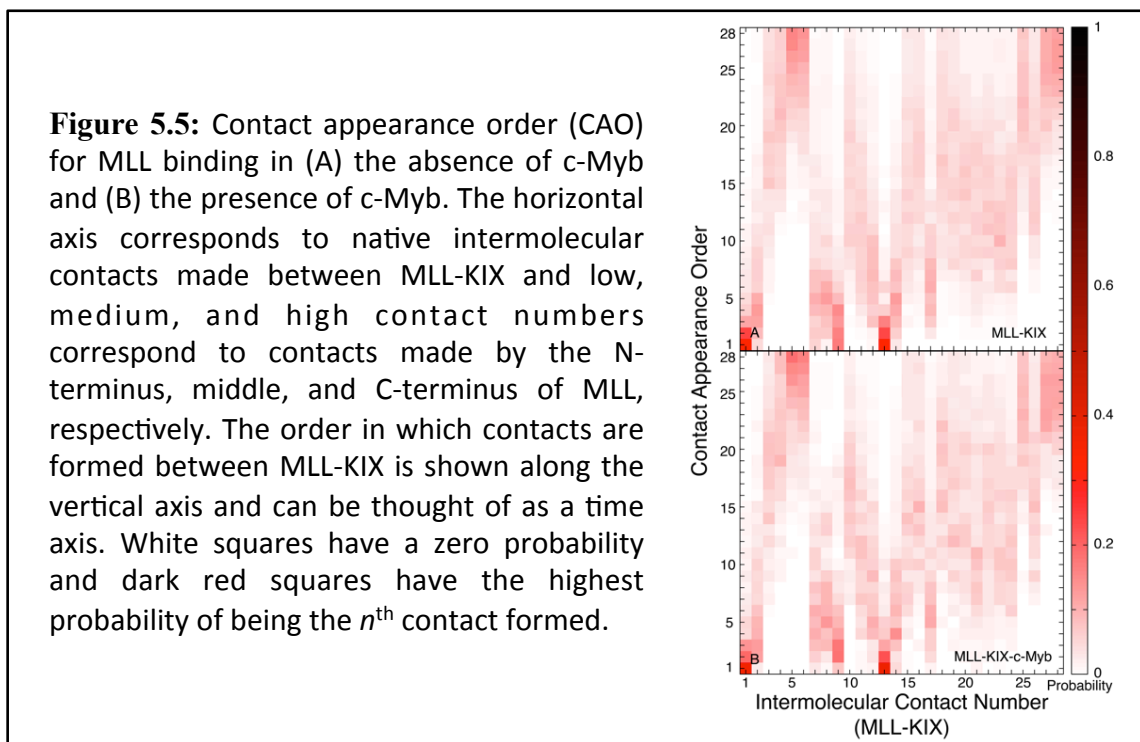 Figure 5.5: Contact appearance order (CAO)
for MLL binding in (A) the absence of c-Myb
and (B) the presence of c-Myb. The horizontal
axis corresponds to native intermolecular
contacts made between MLL-KIX and low,
medium, and high contact numbers
correspond to contacts made by the N-
terminus, middle, and C-terminus of MLL,
respectively. The order in which contacts are
formed between MLL-KIX is shown along the
vertical axis and can be thought of as a time
axis. White squares have a zero probability
and dark red squares have the highest
probability of being the nth contact formed.
Contact Appearance Order
28
25
20
15
10
5
1
A
MLL-KIX
28
25
20
15
10
5
1
B
MLL-KIX-c-Myb
1 5 10 15 20 25
Intermolecular Contact Number
(MLL-KIX)
1
0.8
0.6
0.4
0.2
0
Probability